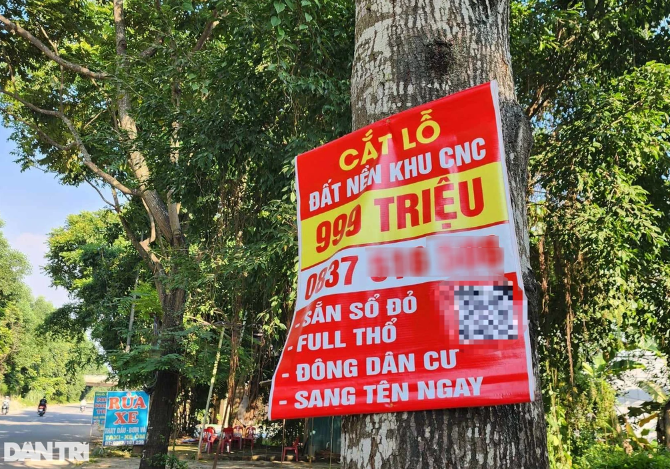 CẮT LỖ
ĐẤT NỀN KHU CNC
999 TRIỆU
0837
- SẴN SỔ ĐỎ
- FULL THỔ
- ĐÔNG DÂN CƯ
- SANG TÊN NGAY
RỬA
XE
DÂN TRÍ